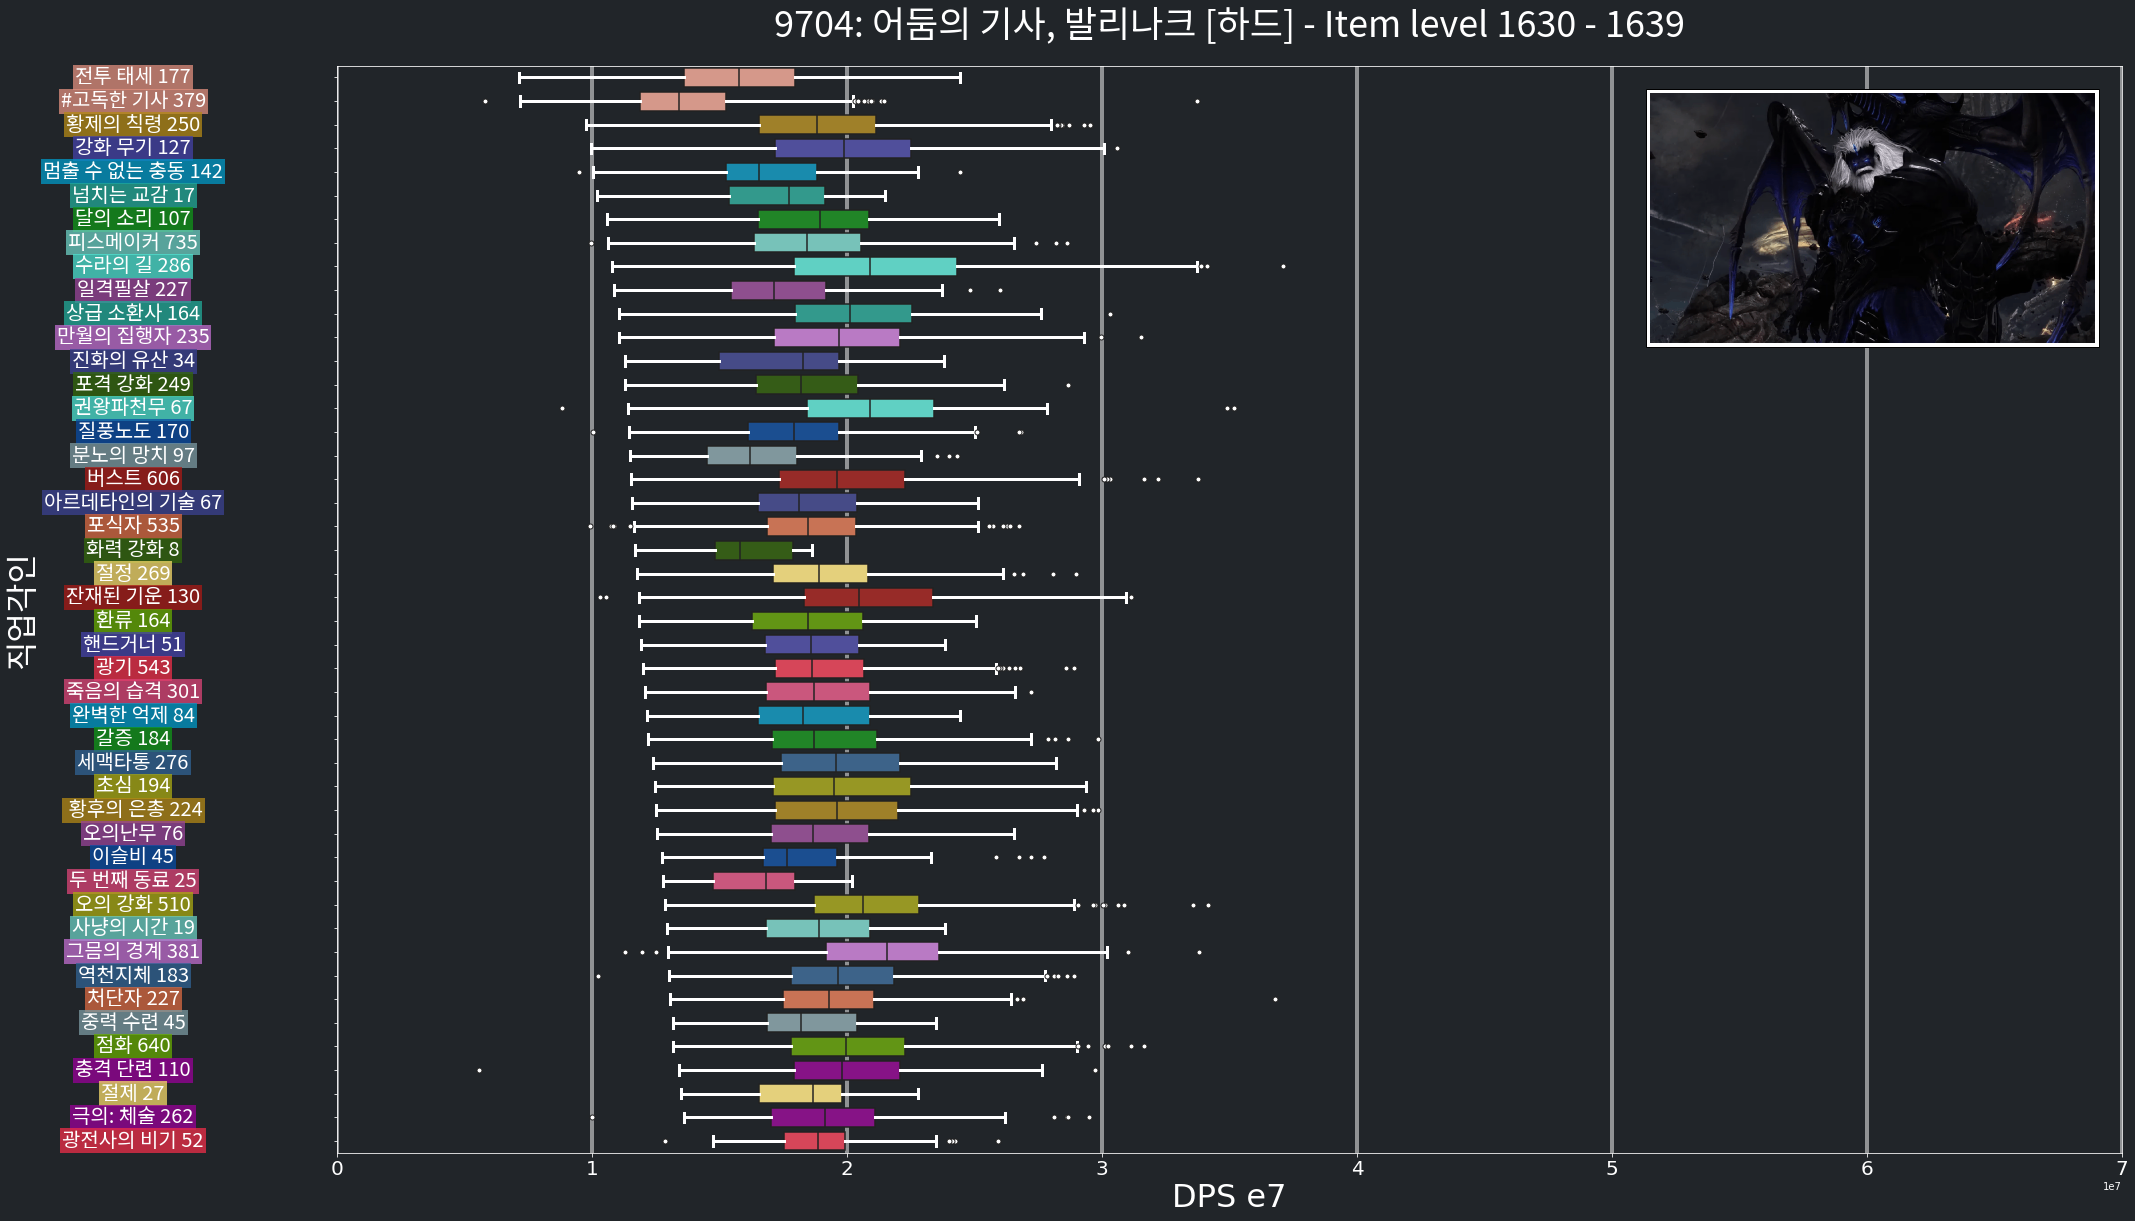 9704: 어둠의 기사, 발리나크 [하드] - Item level 1630 - 1639
직업각인
전투 태세 177
#고독한 기사 379
황제의 칙령 250
강화 무기 127
멈출 수 없는 충동 142
넘치는 교감 17
달의 소리 107
피스메이커 735
수라의 길 286
일격필살 227
상급 소환사 164
만월의 집행자 235
진화의 유산 34
포격 강화 249
권왕파천무 67
질풍노도 170
분노의 망치 97
버스트 606
아르데타인의 기술 67
포식자 535
화력 강화 8
절정 269
잔재된 기운 130
환류 164
핸드거너 51
광기 543
죽음의 습격 301
완벽한 억제 84
갈증 184
세맥타통 276
초심 194
황후의 은총 224
오의난무 76
이슬비 45
두 번째 동료 25
오의 강화 510
사냥의 시간 19
그믐의 경계 381
역천지체 183
처단자 227
중력 수련 45
점화 640
충격 단련 110
절제 27
극의: 체술 262
광전사의 비기 52
0 1 2 3 4 5 6 7
1e7
DPS e7